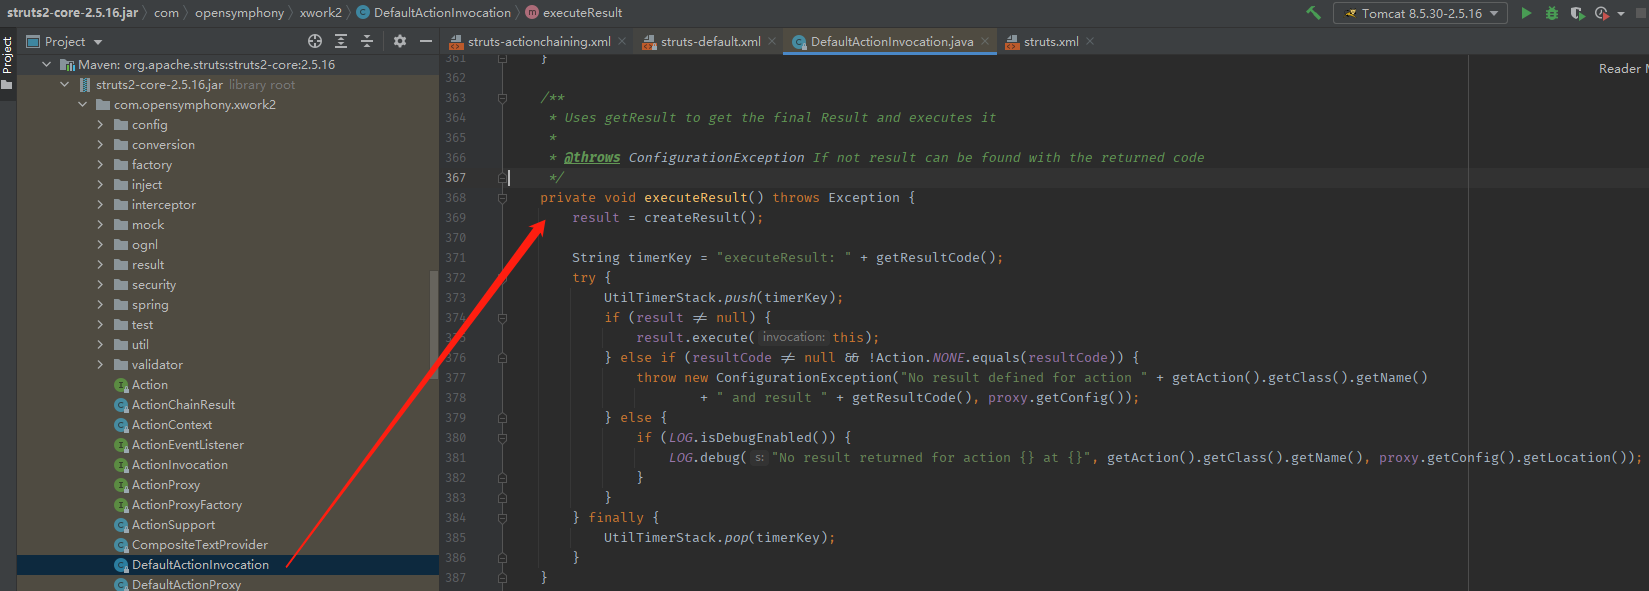 struts2-core-2.5.16.jar com opensymphony xwork2 DefaultActionInvocation executeResult Tomcat 8.5.30-2.5.16
Project struts-actionchaining.xml struts-default.xml DefaultActionInvocation.java struts.xml
Project
Reader
Maven: org.apache.struts:struts2-core:2.5.16
struts2-core-2.5.16.jar library root
com.opensymphony.xwork2
config
conversion
factory
inject
interceptor
mock
ognl
result
security
spring
test
util
validator
Action
ActionChainResult
ActionContext
ActionEventListener
ActionInvocation
ActionProxy
ActionProxyFactory
ActionSupport
CompositeTextProvider
DefaultActionInvocation
DefaultActionProxy
361 }
362
363 /**
364 * Uses getResult to get the final Result and executes it
365 *
366 * @throws ConfigurationException If not result can be found with the returned code
367 */
368 private void executeResult() throws Exception {
369 result = createResult();
370
371 String timerKey = "executeResult: " + getResultCode();
372 try {
373 UtilTimerStack.push(timerKey);
374 if (result ≠ null) {
375 result.execute( invocation: this);
376 } else if (resultCode ≠ null && !Action.NONE.equals(resultCode)) {
377 throw new ConfigurationException("No result defined for action " + getAction().getClass().getName()
378 + " and result " + getResultCode(), proxy.getConfig());
379 } else {
380 if (LOG.isDebugEnabled()) {
381 LOG.debug( s: "No result returned for action {} at {}", getAction().getClass().getName(), proxy.getConfig().getLocation());
382 }
383 }
384 } finally {
385 UtilTimerStack.pop(timerKey);
386 }
387 }